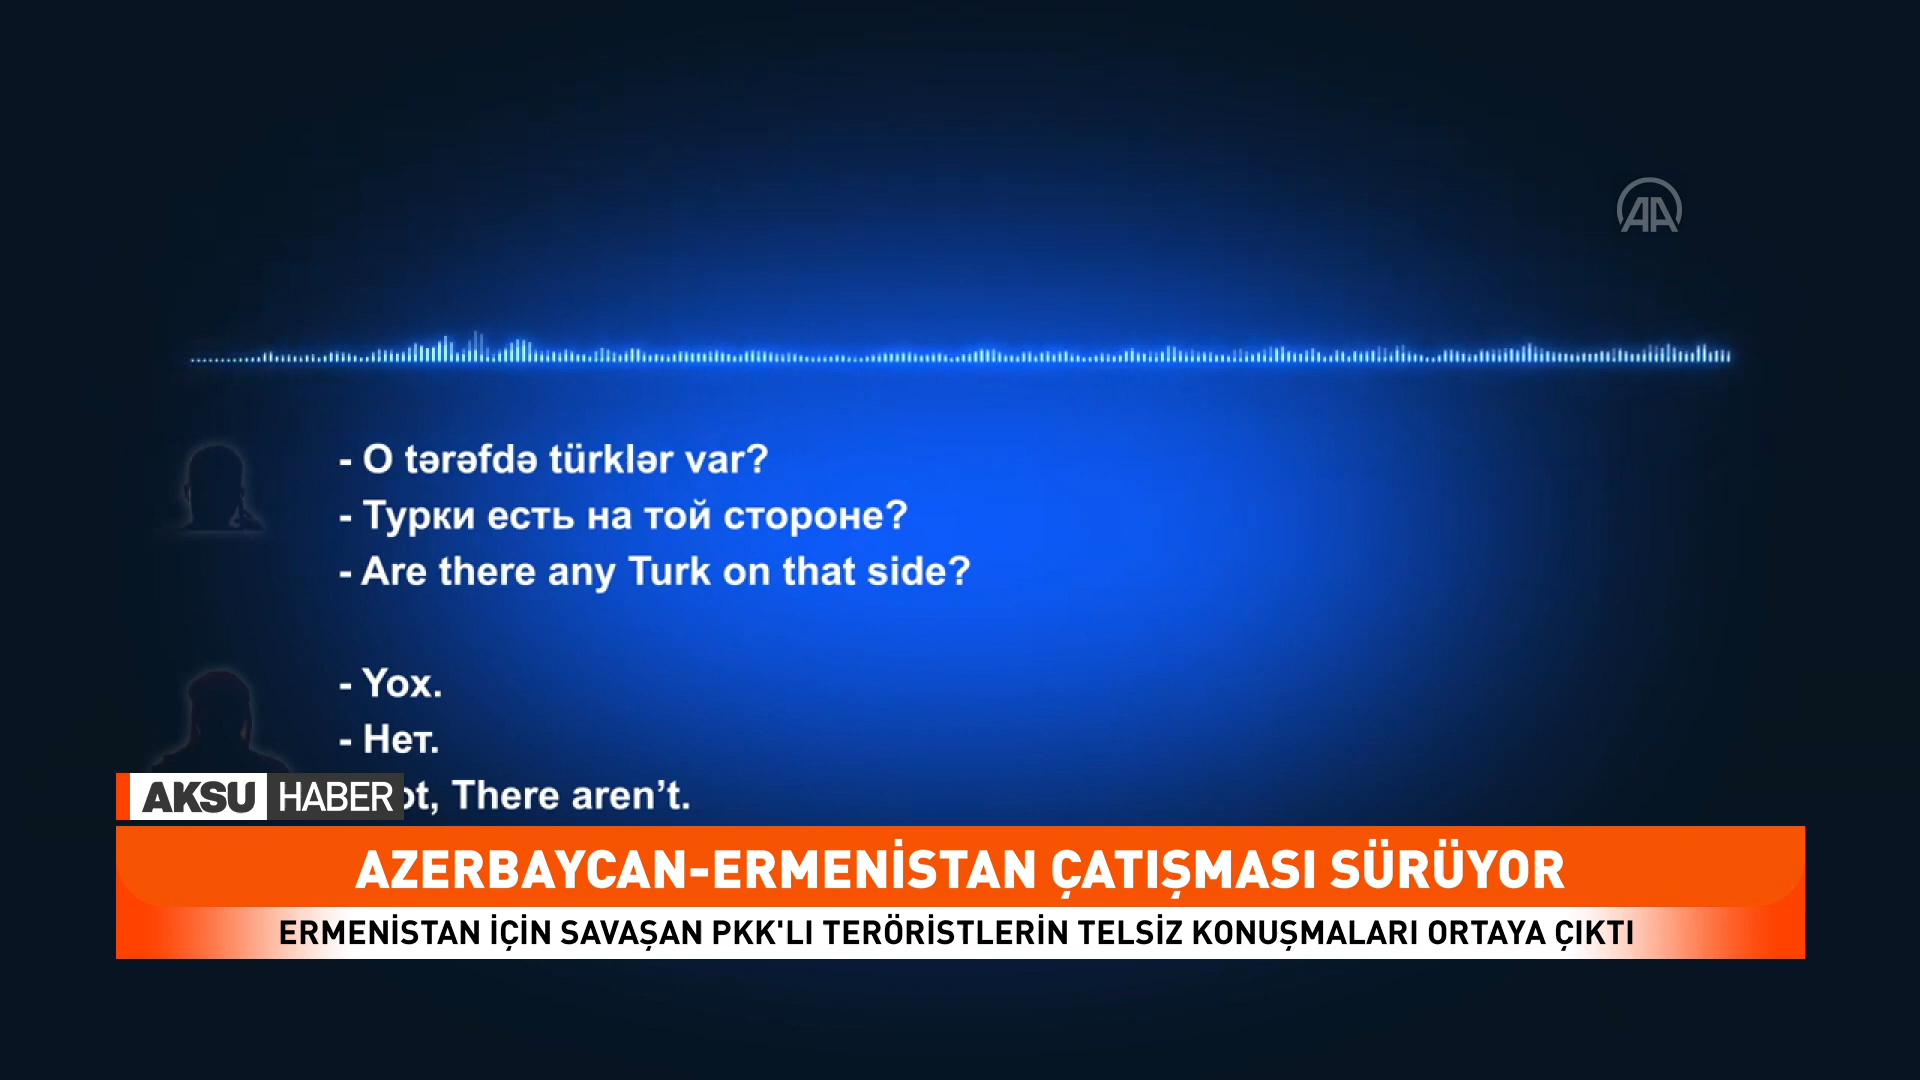 AA
- O tərəfdə türklər var?
- Турки есть на той стороне?
- Are there any Turk on that side?
- Yox.
- Нет.
ot, There aren’t.
AKSU HABER
AZERBAYCAN-ERMENİSTAN ÇATIŞMASI SÜRÜYOR
ERMENİSTAN İÇİN SAVAŞAN PKK'LI TERÖRİSTLERİN TELSİZ KONUŞMALARI ORTAYA ÇIKTI